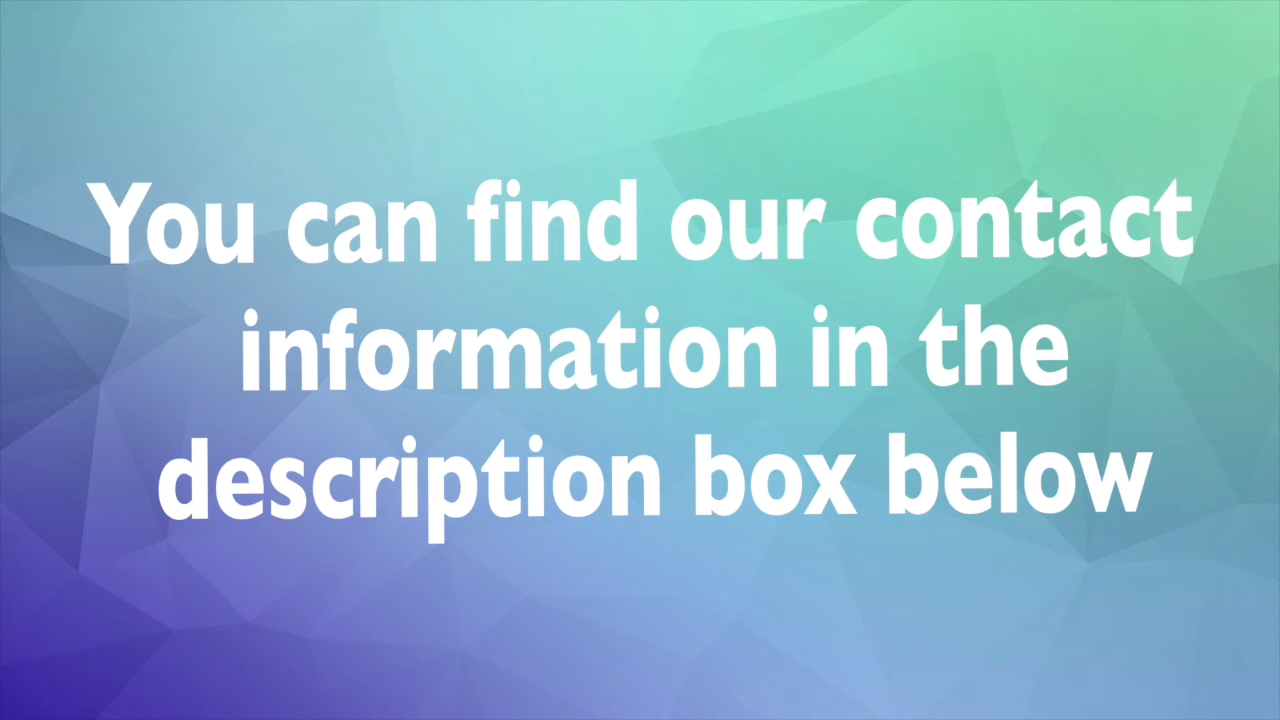 You can find our contact
information in the
description box below